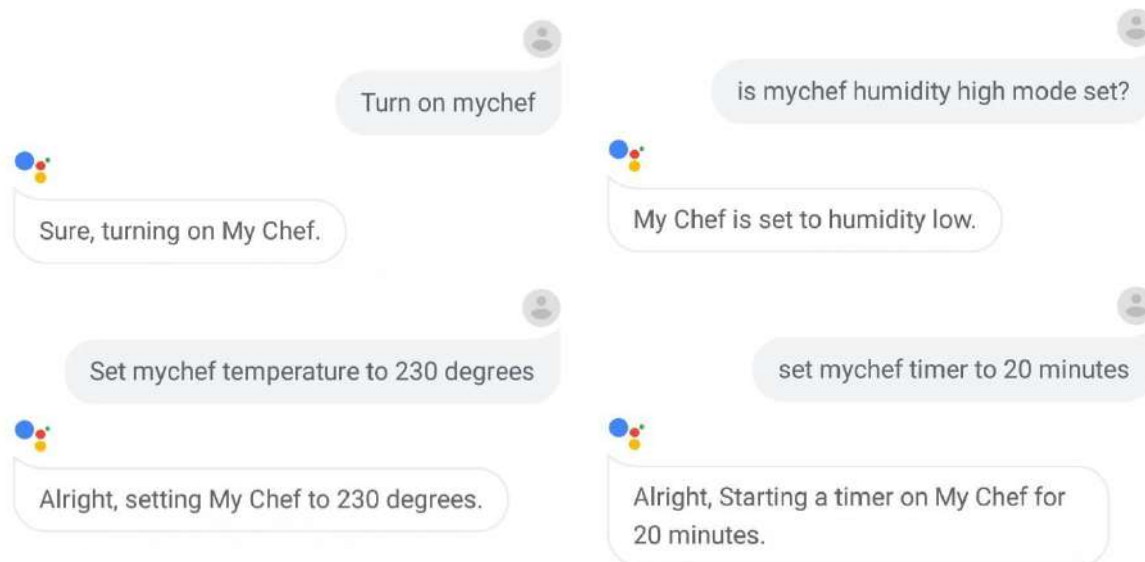 Turn on mychef
Sure, turning on My Chef.
Set mychef temperature to 230 degrees
Alright, setting My Chef to 230 degrees.
is mychef humidity high mode set?
My Chef is set to humidity low.
set mychef timer to 20 minutes
Alright, Starting a timer on My Chef for
20 minutes.